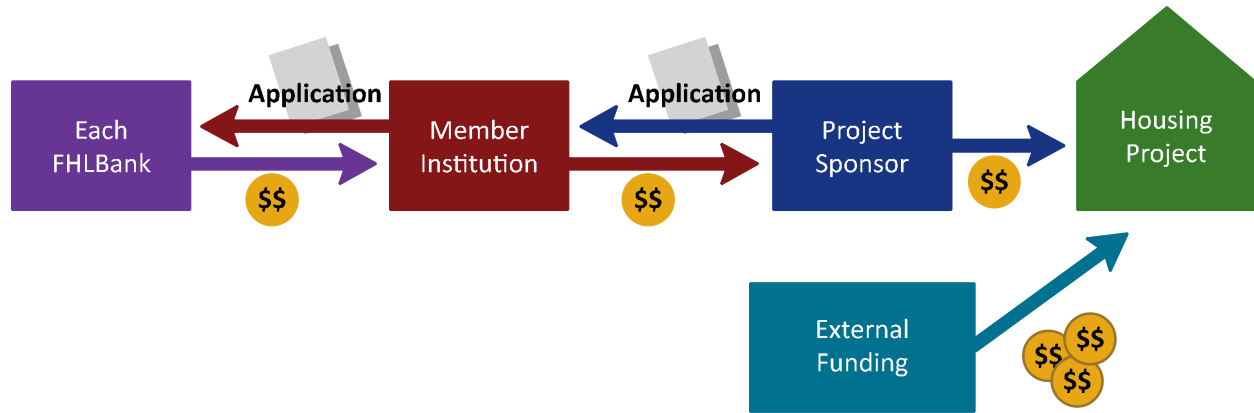 Application
Application
Each
FHLBank
Member
Institution
Project
Sponsor
Housing
Project
$$
$$
$$
External
Funding
$$
$$
$$